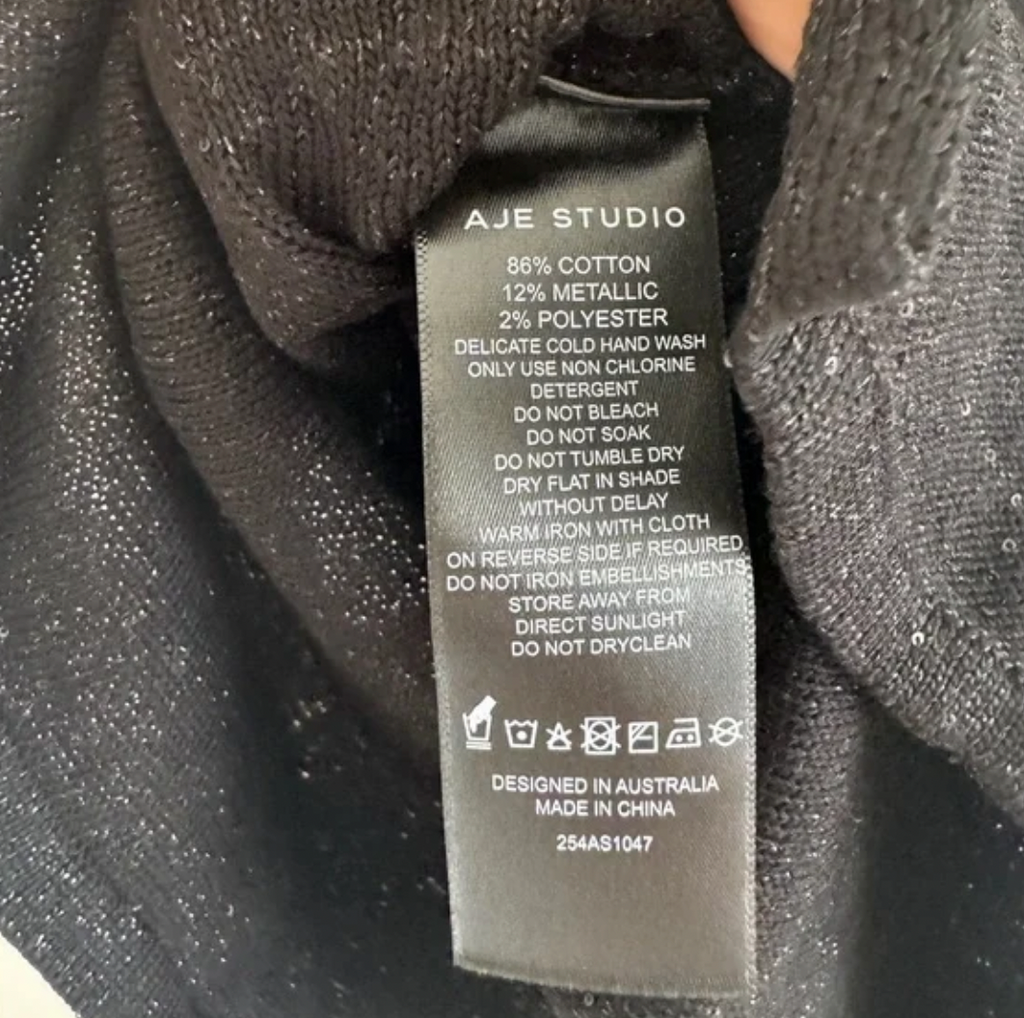 AJE STUDIO
86% COTTON
12% METALLIC
2% POLYESTER
DELICATE COLD HAND WASH
ONLY USE NON CHLORINE
DETERGENT
DO NOT BLEACH
DO NOT SOAK
DO NOT TUMBLE DRY
DRY FLAT IN SHADE
WITHOUT DELAY
WARM IRON WITH CLOTH
ON REVERSE SIDE IF REQUIRED
DO NOT IRON EMBELLISHMENTS
STORE AWAY FROM
DIRECT SUNLIGHT
DO NOT DRYCLEAN
DESIGNED IN AUSTRALIA
MADE IN CHINA
254AS1047